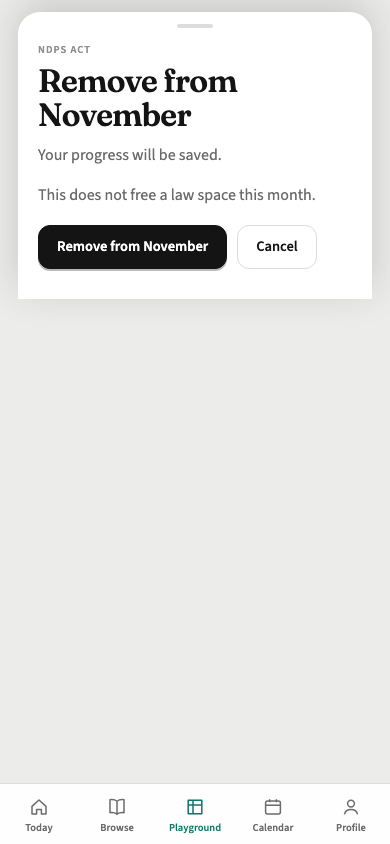 NDPS ACT
Remove from
November
Your progress will be saved.
This does not free a law space this month.
Remove from November
Cancel
Today
Browse
Playground
Calendar
Profile